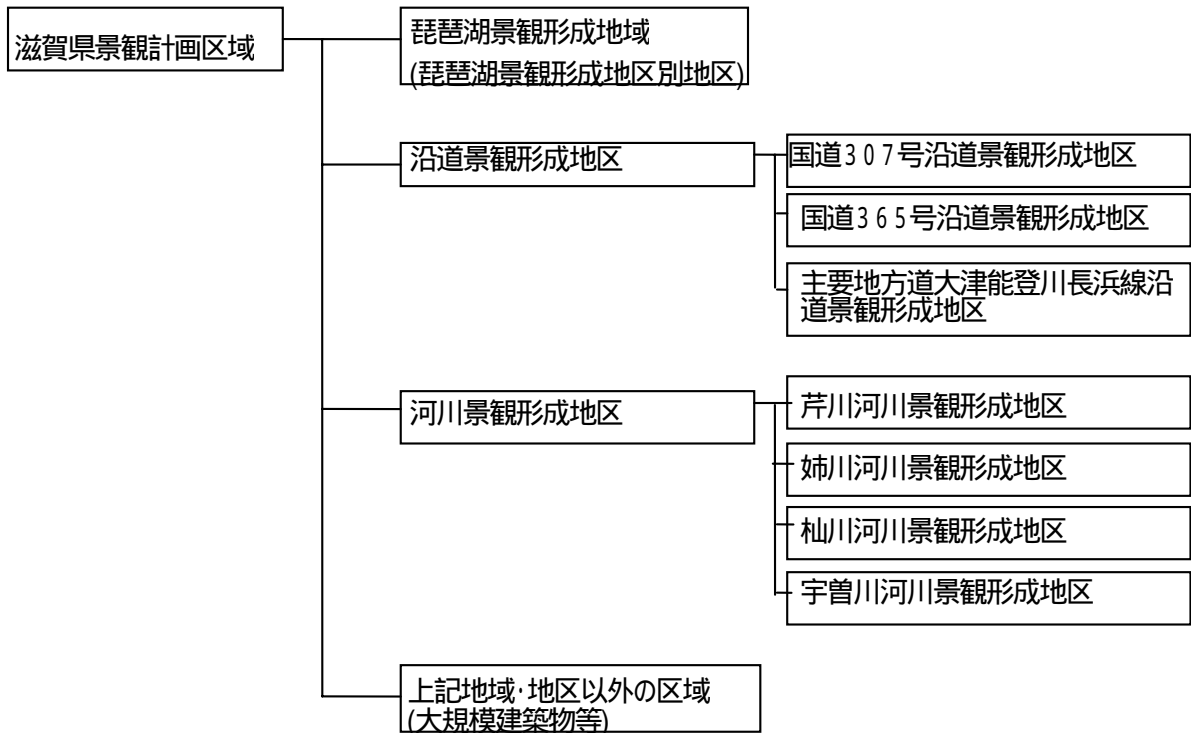 滋賀県景観計画区域
琵琶湖景観形成地域
(琵琶湖景観形成地区別地区)
沿道景観形成地区
国道307号沿道景観形成地区
国道365号沿道景観形成地区
主要地方道大津能登川長浜線沿
道景観形成地区
河川景観形成地区
芹川河川景観形成地区
姉川河川景観形成地区
杣川河川景観形成地区
宇曽川河川景観形成地区
上記地域・地区以外の区域
(大規模建築物等)